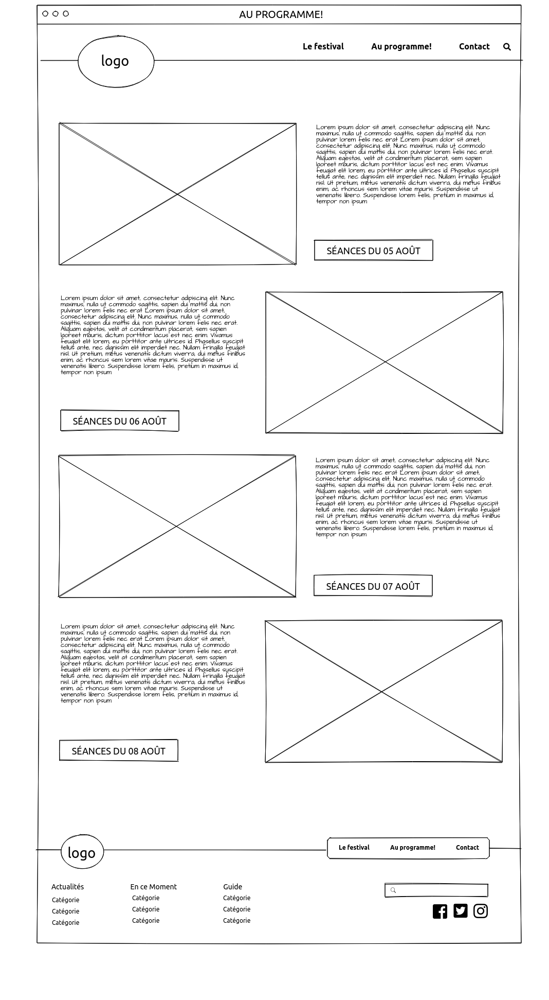 AU PROGRAMME!
logo
Le festival Au programme! Contact
Lorem ipsum dolor sit amet, consectetur adipiscing elit. Nunc
maximus, nulla ut commodo sagittis, sapien dui mattis dui, non
pulvinar lorem felis nec erat Lorem ipsum dolor sit amet,
consectetur adipiscing elit. Nunc maximus, nulla ut commodo
sagittis, sapien dui mattis dui, non pulvinar lorem felis nec erat.
Aliquam egestas, velit at condimentum placerat, sem sapien
laoreet mauris, dictum porttitor lacus est nec enim. Vivamus
feugiat elit lorem, eu porttitor ante ultrices id. Phasellus suscipit
tellus ante, nec dignissim elit imperdiet nec. Nullam fringilla feugiat
nisl. Ut pretium, metus venenatis dictum viverra, dui metus finibus
enim, ac rhoncus sem lorem vitae mauris. Suspendisse ut
venenatis libero. Suspendisse lorem felis, pretium in maximus id,
tempor non ipsum
SÉANCES DU 05 AOÛT
Lorem ipsum dolor sit amet, consectetur adipiscing elit. Nunc
maximus, nulla ut commodo sagittis, sapien dui mattis dui, non
pulvinar lorem felis nec erat Lorem ipsum dolor sit amet,
consectetur adipiscing elit. Nunc maximus, nulla ut commodo
sagittis, sapien dui mattis dui, non pulvinar lorem felis nec erat.
Aliquam egestas, velit at condimentum placerat, sem sapien
laoreet mauris, dictum porttitor lacus est nec enim. Vivamus
feugiat elit lorem, eu porttitor ante ultrices id. Phasellus suscipit
tellus ante, nec dignissim elit imperdiet nec. Nullam fringilla feugiat
nisl. Ut pretium, metus venenatis dictum viverra, dui metus finibus
enim, ac rhoncus sem lorem vitae mauris. Suspendisse ut
venenatis libero. Suspendisse lorem felis, pretium in maximus id,
tempor non ipsum
SÉANCES DU 06 AOÛT
Lorem ipsum dolor sit amet, consectetur adipiscing elit. Nunc
maximus, nulla ut commodo sagittis, sapien dui mattis dui, non
pulvinar lorem felis nec erat Lorem ipsum dolor sit amet,
consectetur adipiscing elit. Nunc maximus, nulla ut commodo
sagittis, sapien dui mattis dui, non pulvinar lorem felis nec erat.
Aliquam egestas, velit at condimentum placerat, sem sapien
laoreet mauris, dictum porttitor lacus est nec enim. Vivamus
feugiat elit lorem, eu porttitor ante ultrices id. Phasellus suscipit
tellus ante, nec dignissim elit imperdiet nec. Nullam fringilla feugiat
nisl. Ut pretium, metus venenatis dictum viverra, dui metus finibus
enim, ac rhoncus sem lorem vitae mauris. Suspendisse ut
venenatis libero. Suspendisse lorem felis, pretium in maximus id,
tempor non ipsum
SÉANCES DU 07 AOÛT
Lorem ipsum dolor sit amet, consectetur adipiscing elit. Nunc
maximus, nulla ut commodo sagittis, sapien dui mattis dui, non
pulvinar lorem felis nec erat Lorem ipsum dolor sit amet,
consectetur adipiscing elit. Nunc maximus, nulla ut commodo
sagittis, sapien dui mattis dui, non pulvinar lorem felis nec erat.
Aliquam egestas, velit at condimentum placerat, sem sapien
laoreet mauris, dictum porttitor lacus est nec enim. Vivamus
feugiat elit lorem, eu porttitor ante ultrices id. Phasellus suscipit
tellus ante, nec dignissim elit imperdiet nec. Nullam fringilla feugiat
nisl. Ut pretium, metus venenatis dictum viverra, dui metus finibus
enim, ac rhoncus sem lorem vitae mauris. Suspendisse ut
venenatis libero. Suspendisse lorem felis, pretium in maximus id,
tempor non ipsum
SÉANCES DU 08 AOÛT
logo
Le festival Au programme! Contact
Actualités
Catégorie
Catégorie
Catégorie
En ce Moment
Catégorie
Catégorie
Catégorie
Guide
Catégorie
Catégorie
Catégorie